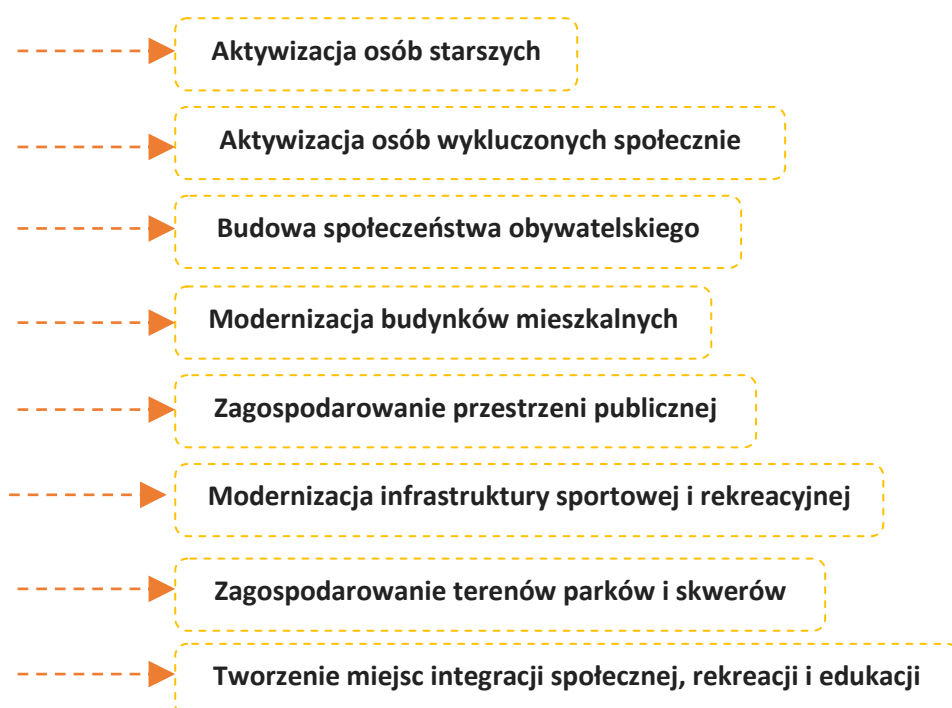 Aktywizacja osób starszych
Aktywizacja osób wykluczonych społecznie
Budowa społeczeństwa obywatelskiego
Modernizacja budynków mieszkalnych
Zagospodarowanie przestrzeni publicznej
Modernizacja infrastruktury sportowej i rekreacyjnej
Zagospodarowanie terenów parków i skwerów
Tworzenie miejsc integracji społecznej, rekreacji i edukacji